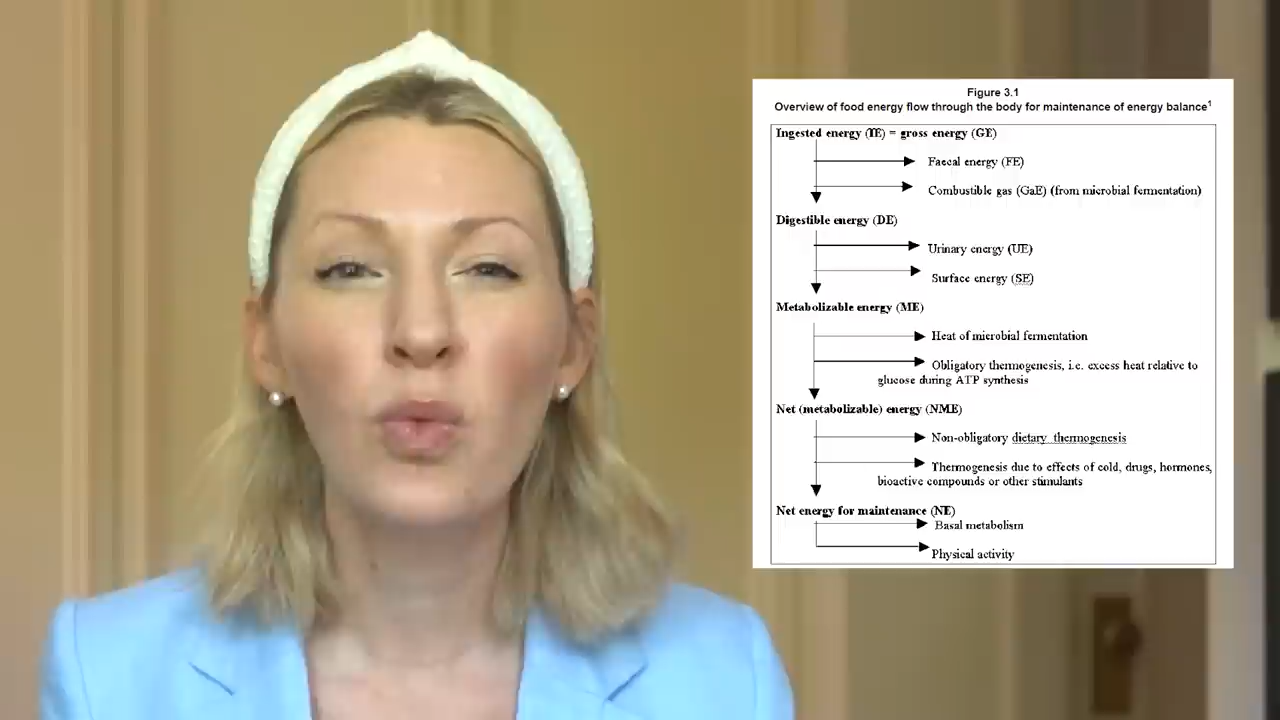 Figure 3.1
Overview of food energy flow through the body for maintenance of energy balance1
Ingested energy (IE) = gross energy (GE)
Faecal energy (FE)
Combustible gas (GaE) (from microbial fermentation)
Digestible energy (DE)
Urinary energy (UE)
Surface energy (SE)
Metabolizable energy (ME)
Heat of microbial fermentation
Obligatory thermogenesis, i.e. excess heat relative to
glucose during ATP synthesis
Net (metabolizable) energy (NME)
Non-obligatory dietary thermogenesis
Thermogenesis due to effects of cold, drugs, hormones,
bioactive compounds or other stimulants
Net energy for maintenance (NE)
Basal metabolism
Physical activity